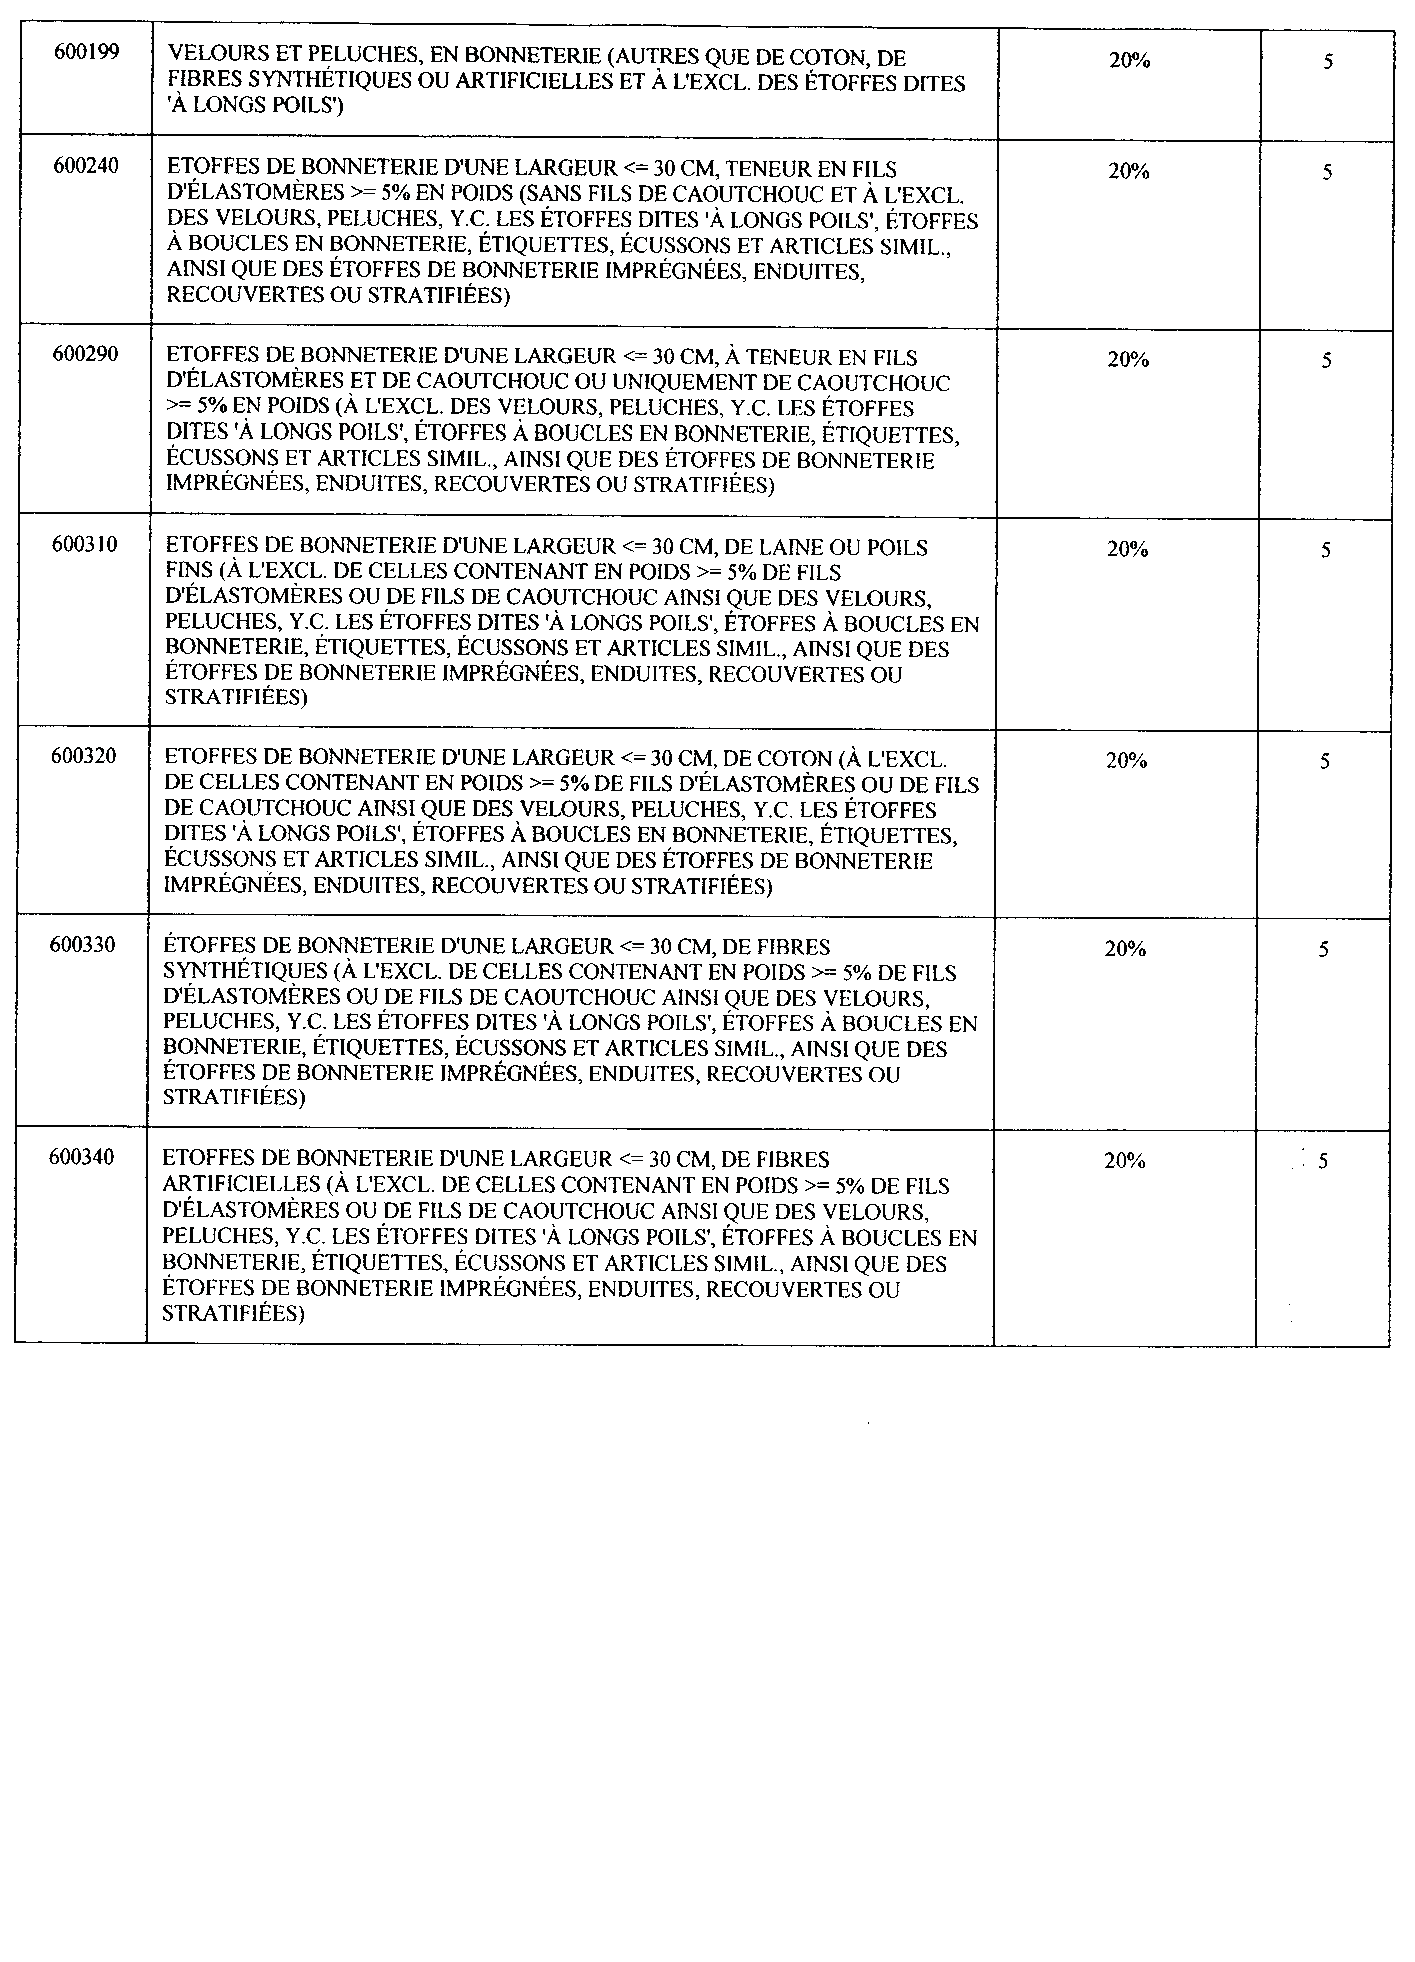 600199 VELOURS ET PELUCHES, EN BONNETERIE (AUTRES QUE DE COTON, DE 20% 5
FIBRES SYNTHÉTIQUES OU ARTIFICIELLES ET À L'EXCL. DES ÉTOFFES DITES
'À LONGS POILS')
600240 ETOFFES DE BONNETERIE D'UNE LARGEUR <= 30 CM, TENEUR EN FILS 20% 5
D'ÉLASTOMÈRES >= 5% EN POIDS (SANS FILS DE CAOUTCHOUC ET À L'EXCL.
DES VELOURS, PELUCHES, Y.C. LES ÉTOFFES DITES 'À LONGS POILS', ÉTOFFES
À BOUCLES EN BONNETERIE, ÉTIQUETTES, ÉCUSSONS ET ARTICLES SIMIL.,
AINSI QUE DES ÉTOFFES DE BONNETERIE IMPRÉGNÉES, ENDUITES,
RECOUVERTES OU STRATIFIÉES)
600290 ETOFFES DE BONNETERIE D'UNE LARGEUR <= 30 CM, À TENEUR EN FILS 20% 5
D'ÉLASTOMÈRES ET DE CAOUTCHOUC OU UNIQUEMENT DE CAOUTCHOUC
>= 5% EN POIDS (À L'EXCL. DES VELOURS, PELUCHES, Y.C. LES ÉTOFFES
DITES 'À LONGS POILS', ÉTOFFES À BOUCLES EN BONNETERIE, ÉTIQUETTES,
ÉCUSSONS ET ARTICLES SIMIL., AINSI QUE DES ÉTOFFES DE BONNETERIE
IMPRÉGNÉES, ENDUITES, RECOUVERTES OU STRATIFIÉES)
600310 ETOFFES DE BONNETERIE D'UNE LARGEUR <= 30 CM, DE LAINE OU POILS 20% 5
FINS (À L'EXCL. DE CELLES CONTENANT EN POIDS >= 5% DE FILS
D'ÉLASTOMÈRES OU DE FILS DE CAOUTCHOUC AINSI QUE DES VELOURS,
PELUCHES, Y.C. LES ÉTOFFES DITES 'À LONGS POILS', ÉTOFFES À BOUCLES EN
BONNETERIE, ÉTIQUETTES, ÉCUSSONS ET ARTICLES SIMIL., AINSI QUE DES
ÉTOFFES DE BONNETERIE IMPRÉGNÉES, ENDUITES, RECOUVERTES OU
STRATIFIÉES)
600320 ETOFFES DE BONNETERIE D'UNE LARGEUR <= 30 CM, DE COTON (À L'EXCL. 20% 5
DE CELLES CONTENANT EN POIDS >= 5% DE FILS D'ÉLASTOMÈRES OU DE FILS
DE CAOUTCHOUC AINSI QUE DES VELOURS, PELUCHES, Y.C. LES ÉTOFFES
DITES 'À LONGS POILS', ÉTOFFES À BOUCLES EN BONNETERIE, ÉTIQUETTES,
ÉCUSSONS ET ARTICLES SIMIL., AINSI QUE DES ÉTOFFES DE BONNETERIE
IMPRÉGNÉES, ENDUITES, RECOUVERTES OU STRATIFIÉES)
600330 ÉTOFFES DE BONNETERIE D'UNE LARGEUR <= 30 CM, DE FIBRES 20% 5
SYNTHÉTIQUES (À L'EXCL. DE CELLES CONTENANT EN POIDS >= 5% DE FILS
D'ÉLASTOMÈRES OU DE FILS DE CAOUTCHOUC AINSI QUE DES VELOURS,
PELUCHES, Y.C. LES ÉTOFFES DITES 'À LONGS POILS', ÉTOFFES À BOUCLES EN
BONNETERIE, ÉTIQUETTES, ÉCUSSONS ET ARTICLES SIMIL., AINSI QUE DES
ÉTOFFES DE BONNETERIE IMPRÉGNÉES, ENDUITES, RECOUVERTES OU
STRATIFIÉES)
600340 ETOFFES DE BONNETERIE D'UNE LARGEUR <= 30 CM, DE FIBRES 20% 5
ARTIFICIELLES (À L'EXCL. DE CELLES CONTENANT EN POIDS >= 5% DE FILS
D'ÉLASTOMÈRES OU DE FILS DE CAOUTCHOUC AINSI QUE DES VELOURS,
PELUCHES, Y.C. LES ÉTOFFES DITES 'À LONGS POILS', ÉTOFFES À BOUCLES EN
BONNETERIE, ÉTIQUETTES, ÉCUSSONS ET ARTICLES SIMIL., AINSI QUE DES
ÉTOFFES DE BONNETERIE IMPRÉGNÉES, ENDUITES, RECOUVERTES OU
STRATIFIÉES)